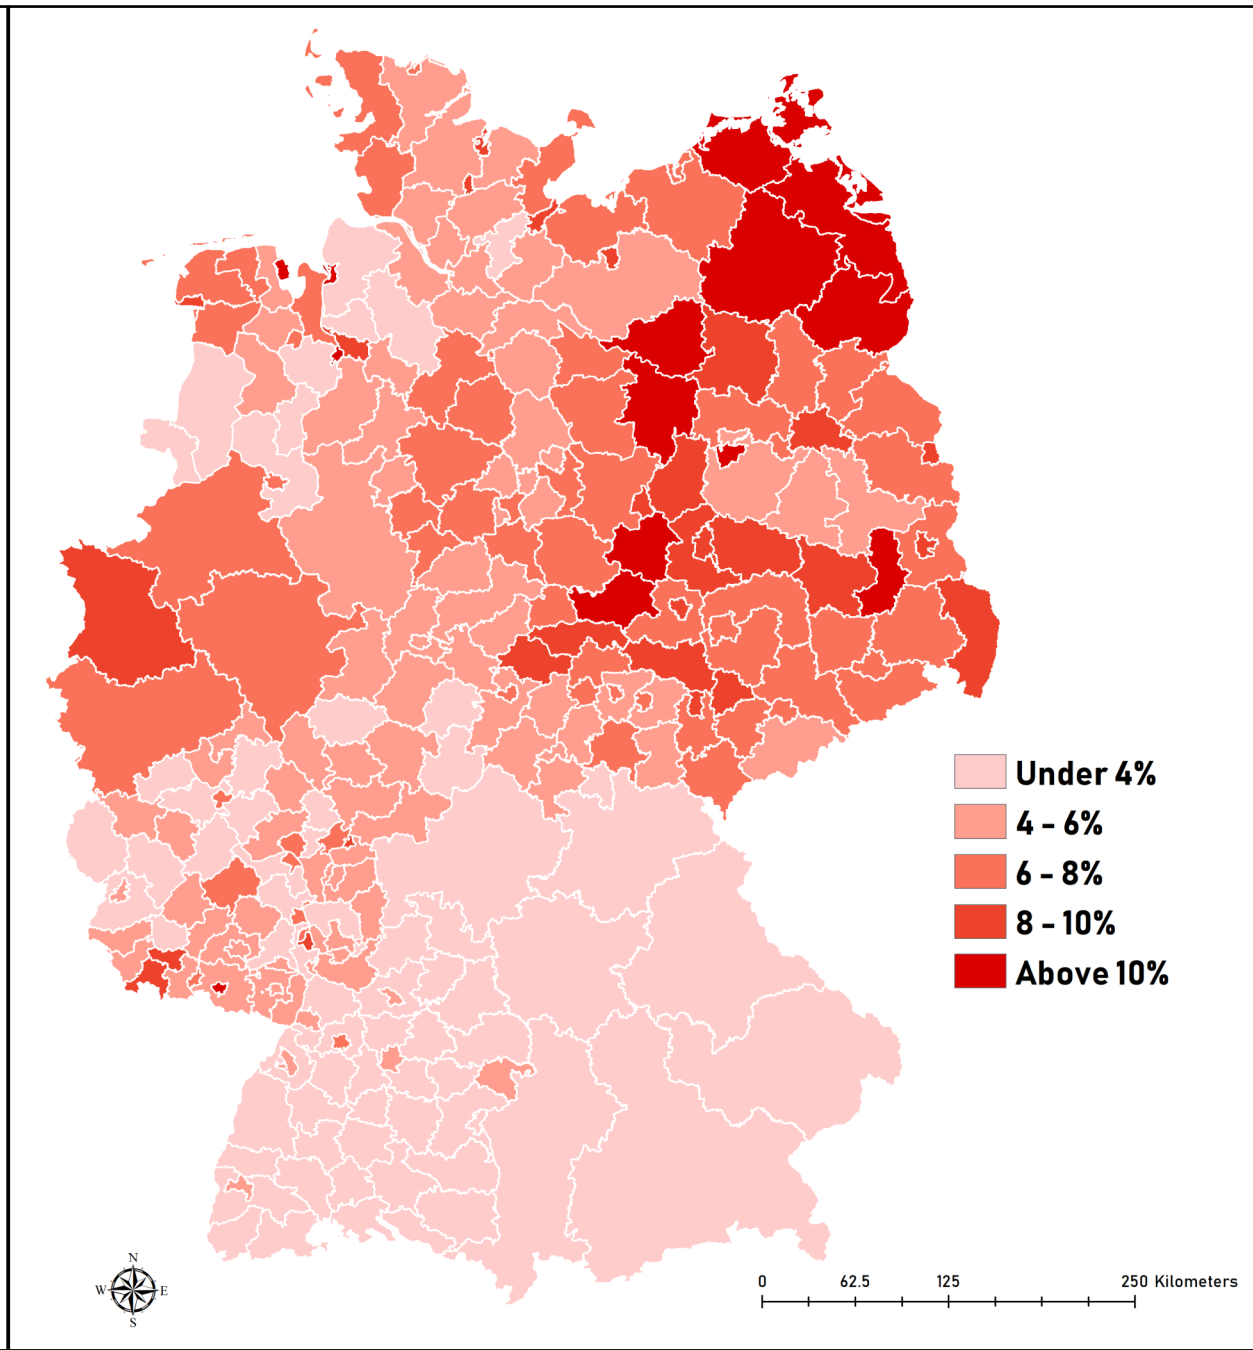 Under 4%
4 – 6%
6 – 8%
8 – 10%
Above 10%
N
W E
S
0 62.5 125 250 Kilometers